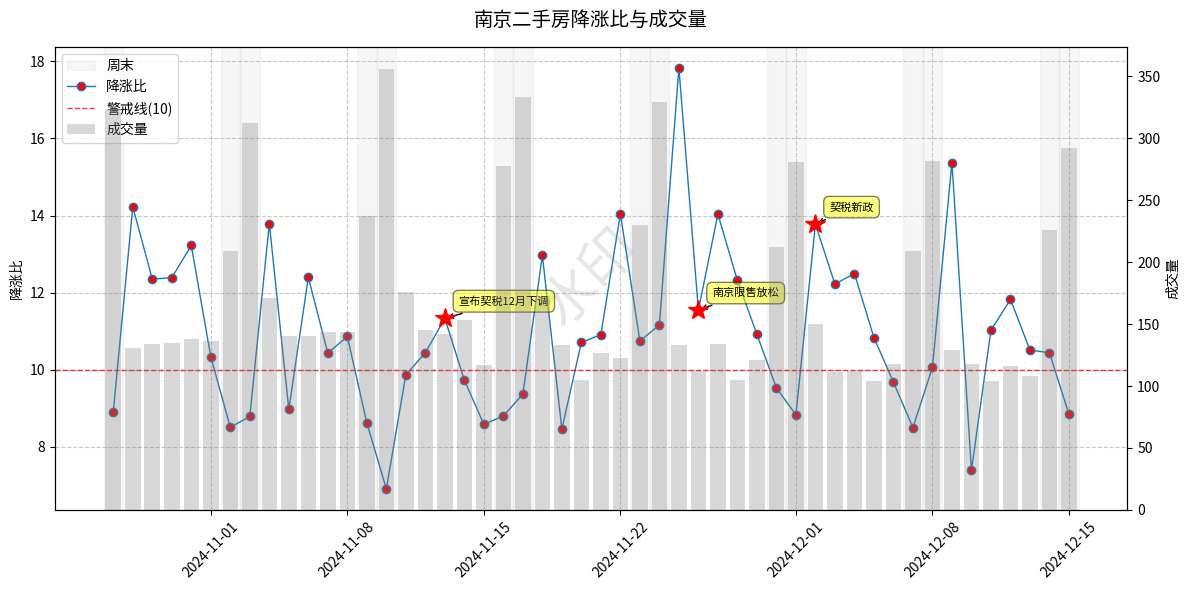 南京二手房降涨比与成交量
周末
降涨比
警戒线(10)
成交量
18
16
14
12
10
8
降涨比
350
300
250
200
150
100
50
0
成交量
契税新政
南京限售放松
宣布契税12月下调
水印
2024-11-01
2024-11-08
2024-11-15
2024-11-22
2024-12-01
2024-12-08
2024-12-15